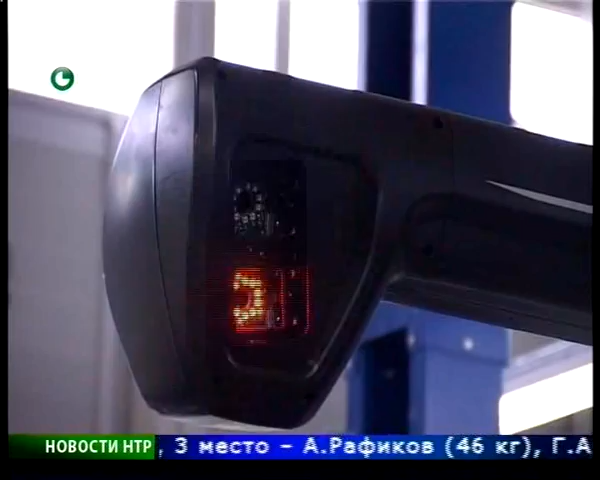 НОВОСТИ НТР , 3 место - А.Рафиков (46 кг), Г.А